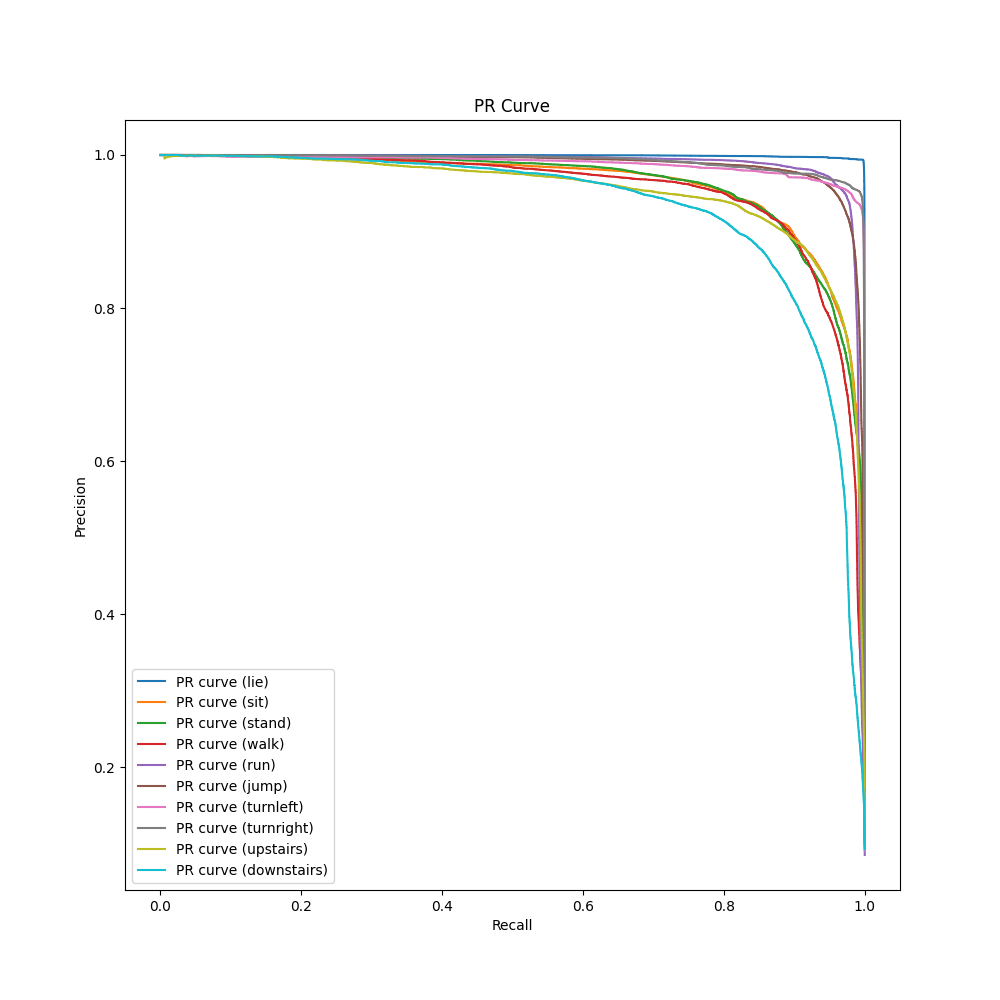 PR Curve
1.0
0.8
0.6
0.4
0.2
Precision
PR curve (lie)
PR curve (sit)
PR curve (stand)
PR curve (walk)
PR curve (run)
PR curve (jump)
PR curve (turnleft)
PR curve (turnright)
PR curve (upstairs)
PR curve (downstairs)
0.0 0.2 0.4 0.6 0.8 1.0
Recall